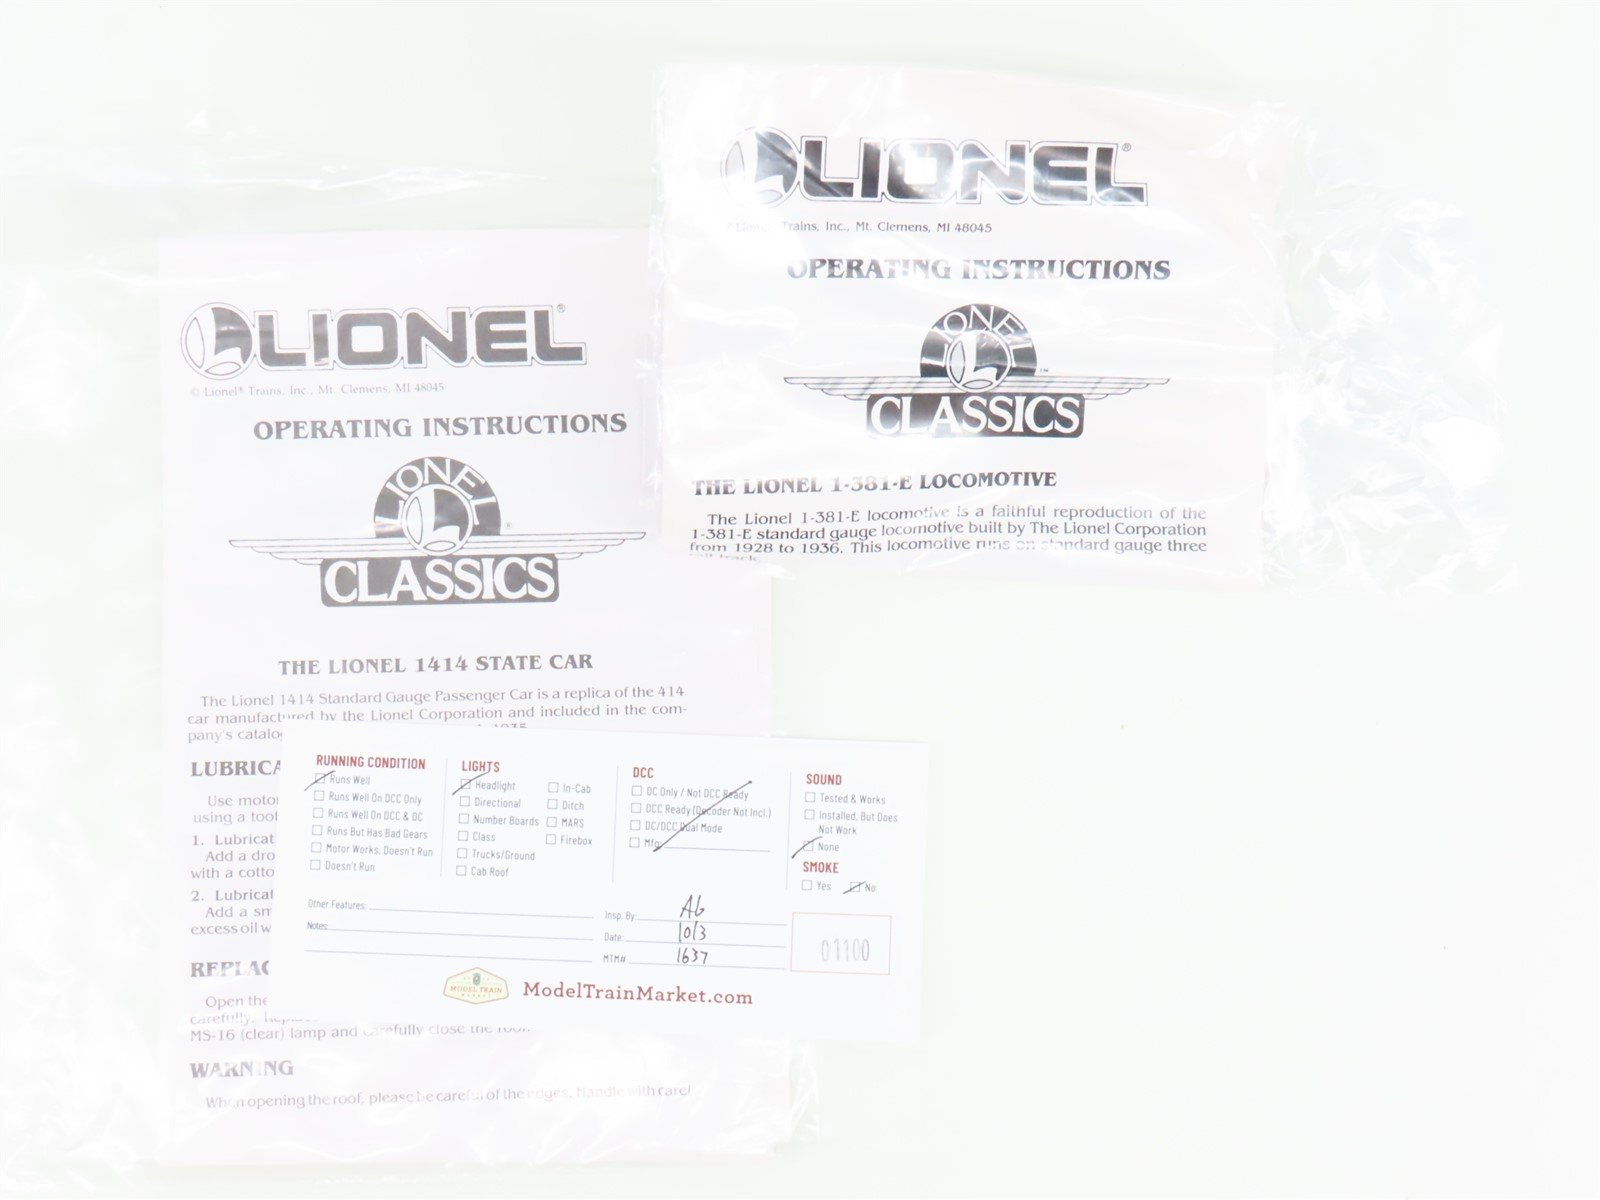 LIONEL®
© Lionel® Trains, Inc., Mt. Clemens, MI 48045
OPERATING INSTRUCTIONS
LIONEL ®
CLASSICS
THE LIONEL 1414 STATE CAR
The Lionel 1414 Standard Gauge Passenger Car is a replica of the 414
car manufactured by the Lionel Corporation and included in the com-
pany's catalo
LUBRICA
Use moto
using a tool
1. Lubricat
Add a dro
with a cotto
2. Lubricat
Add a sm
excess oil w
REPLAC
Open the
carefully.
MS-16 (clear) lamp and carefully close the roof.
WARNING
When opening the roof, please be careful of the edges. Handle with care!
LIONEL®
©Lionel Trains, Inc., Mt. Clemens, MI 48045
OPERATING INSTRUCTIONS
LIONEL ™
CLASSICS
THE LIONEL 1-381-E LOCOMOTIVE
The Lionel 1-381-E locomotive is a faithful reproduction of the
1-381-E standard gauge locomotive built by The Lionel Corporation
from 1928 to 1936. This locomotive runs on standard gauge three
rail track.
RUNNING CONDITION
Runs Well
Runs Well On DCC Only
Runs Well On DCC & DC
Runs But Has Bad Gears
Motor Works, Doesn't Run
Doesn't Run
LIGHTS
Headlight
Directional
Number Boards
Class
Trucks/Ground
Cab Roof
In-Cab
Ditch
MARS
Firebox
DCC
DC Only / Not DCC Ready
DCC Ready (Decoder Not Incl.)
DC/DCC Dual Mode
Mfg:
SOUND
Tested & Works
Installed, But Does
Not Work
None
SMOKE
Yes No
Other Features:
Notes:
Insp. By: AG
Date: 10/3
MTM# 1637
01100
MODEL TRAIN
MARKET
ModelTrainMarket.com